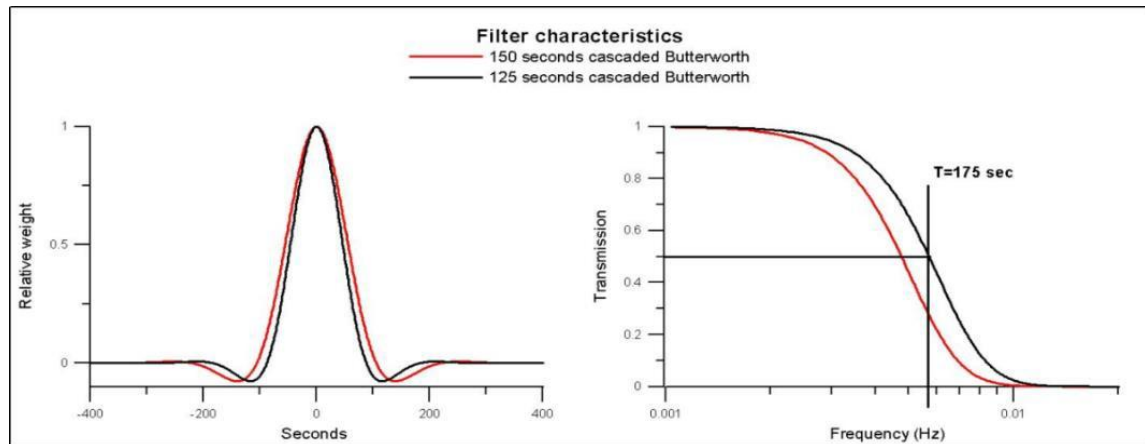 Filter characteristics
150 seconds cascaded Butterworth
125 seconds cascaded Butterworth
1
0.5
0
Relative weight
-400
-200
0
200
400
Seconds
1
0.8
0.6
0.4
0.2
0
Transmission
T=175 sec
0.001
0.01
Frequency (Hz)